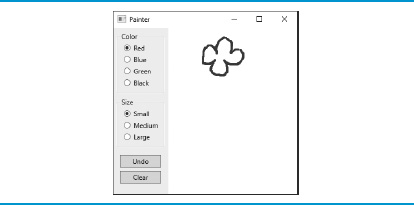 Painter
Color
Red
Blue
Green
Black
Size
Small
Medium
Large
Undo
Clear